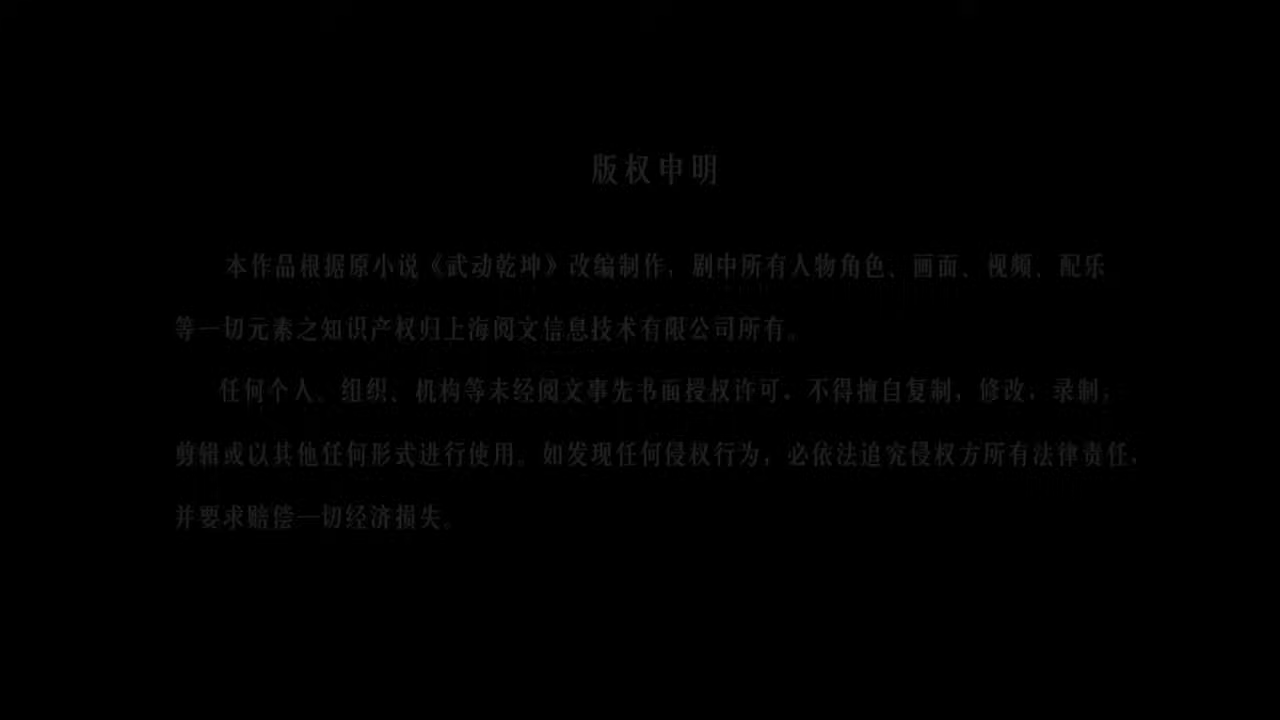 版权申明
本作品根据原小说《武动乾坤》改编制作，剧中所有人物角色、画面、视频、配乐
等一切元素之知识产权归上海阅文信息技术有限公司所有。
任何个人、组织、机构等未经阅文事先书面授权许可，不得擅自复制，修改，录制，
剪辑或以其他任何形式进行使用。如发现任何侵权行为，必依法追究侵权方所有法律责任，
并要求赔偿一切经济损失。